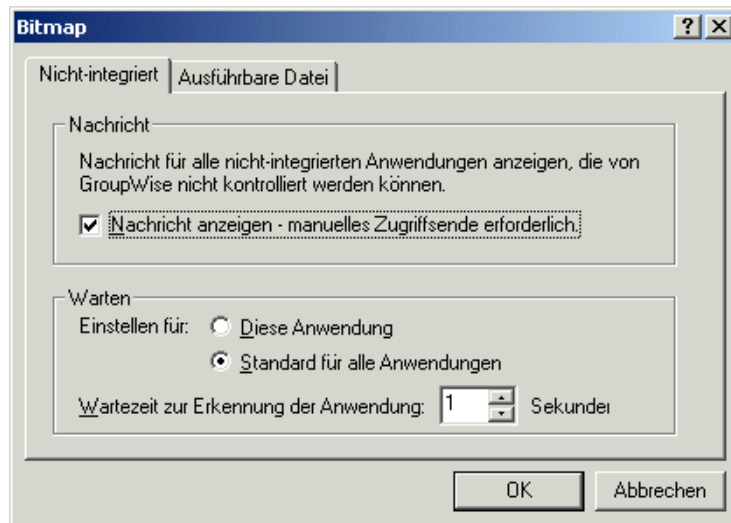 Bitmap
Nicht-integriert Ausführbare Datei
Nachricht
Nachricht für alle nicht-integrierten Anwendungen anzeigen, die von
GroupWise nicht kontrolliert werden können.
Nachricht anzeigen - manuelles Zugriffsende erforderlich.
Warten
Einstellen für: Diese Anwendung
Standard für alle Anwendungen
Wartezeit zur Erkennung der Anwendung: 1 Sekunder
OK Abbrechen